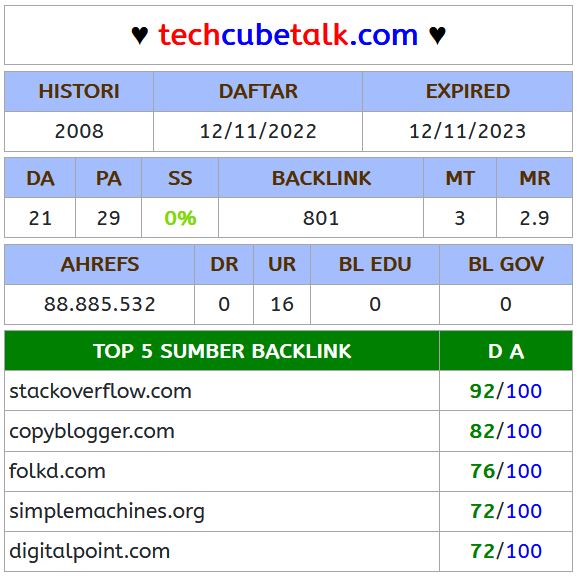 ♥ techcubetalk.com ♥
HISTORI DAFTAR EXPIRED
2008 12/11/2022 12/11/2023
DA PA SS BACKLINK MT MR
21 29 0% 801 3 2.9
AHREFS DR UR BL EDU BL GOV
88.885.532 0 16 0 0
TOP 5 SUMBER BACKLINK D A
stackoverflow.com 92/100
copyblogger.com 82/100
folkd.com 76/100
simplemachines.org 72/100
digitalpoint.com 72/100